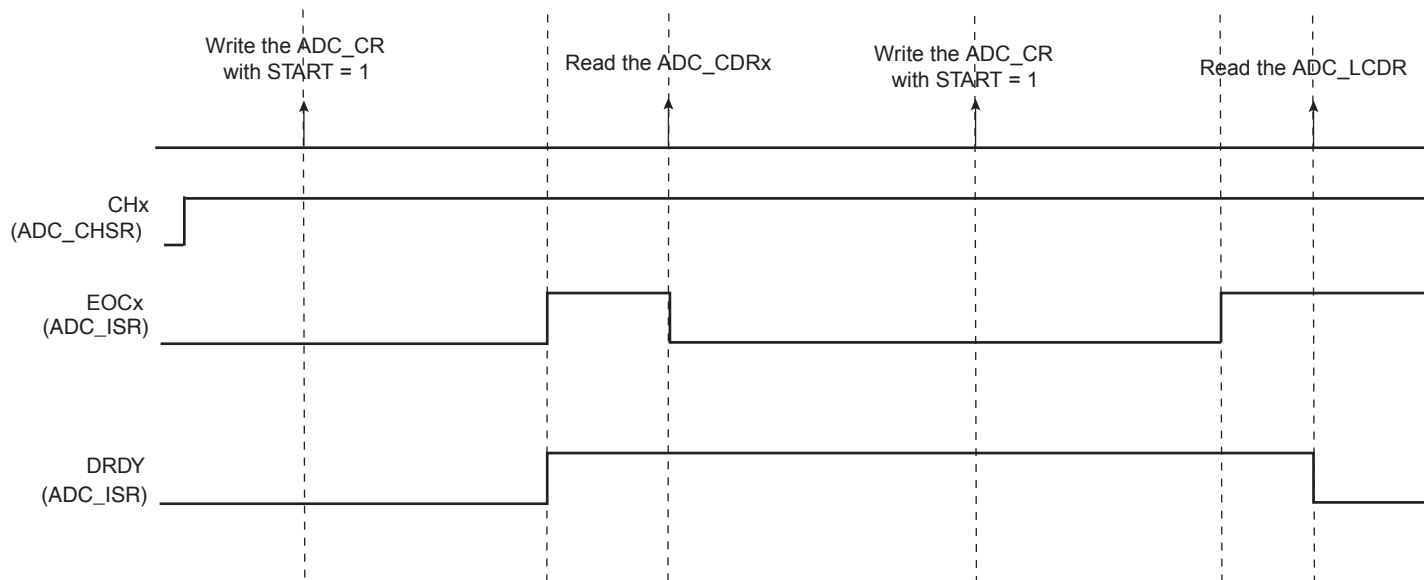 Write the ADC_CR
with START = 1
Read the ADC_CDRx
Write the ADC_CR
with START = 1
Read the ADC_LCDR
CHx
(ADC_CHSR)
EOCx
(ADC_ISR)
DRDY
(ADC_ISR)